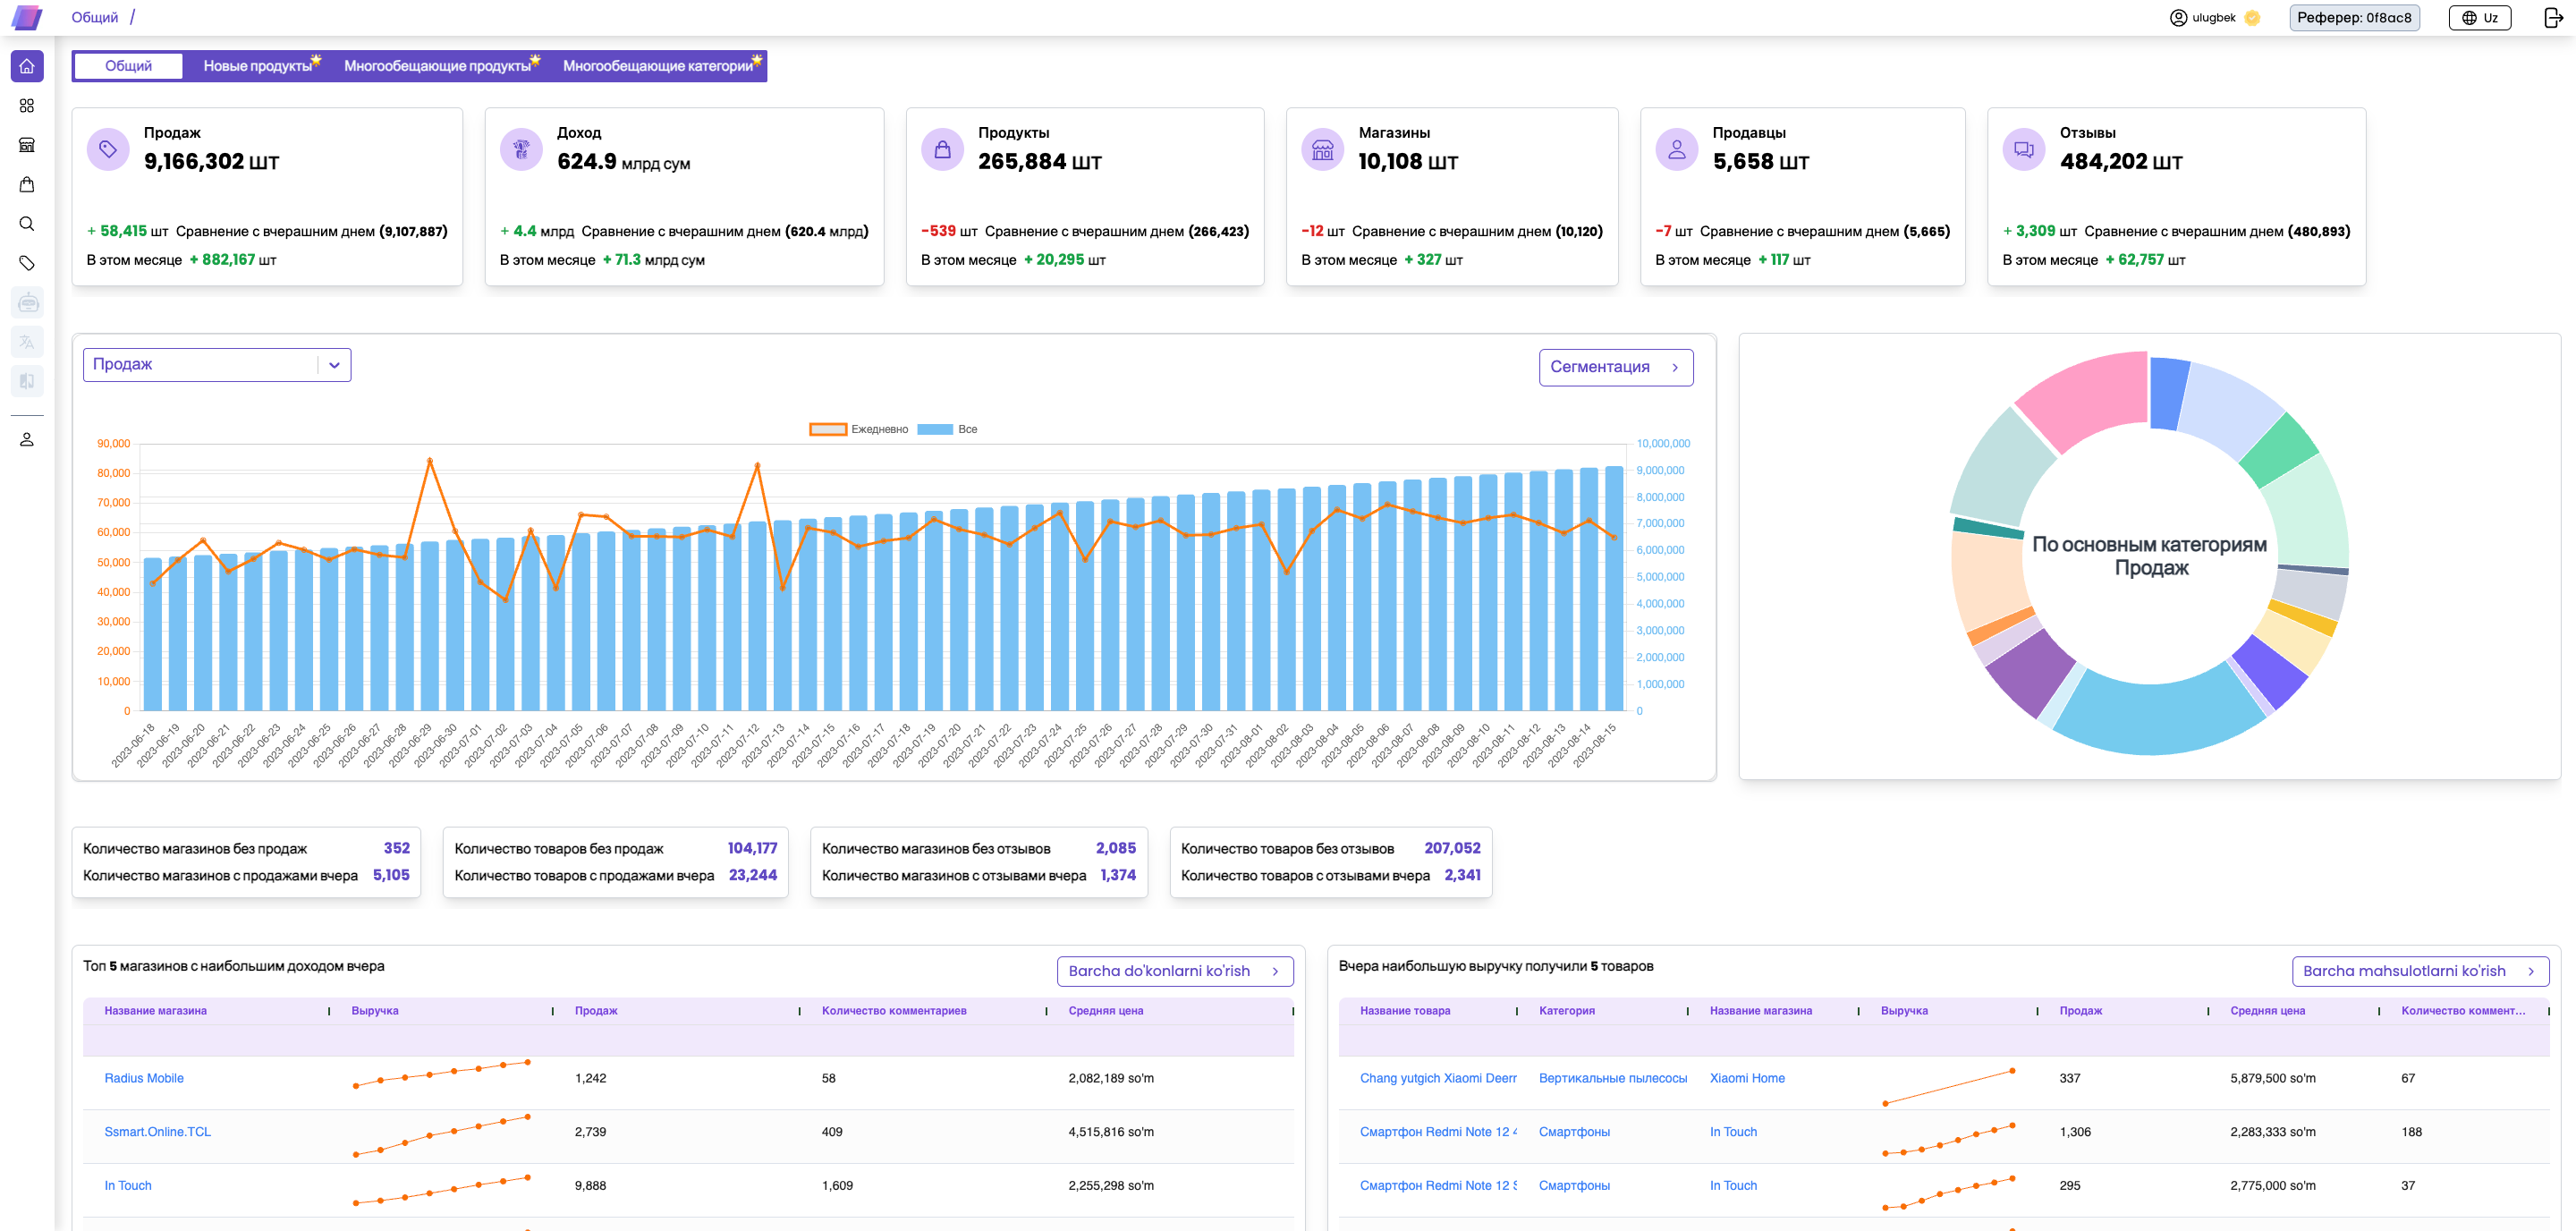 Общий /
ulugbek
Реферер: 0f8ac8
Uz
Общий
Новые продукты
Многообещающие продукты
Многообещающие категории
Продаж
9,166,302 шт
+ 58,415 шт Сравнение с вчерашним днем (9,107,887)
В этом месяце + 882,167 шт
Доход
624.9 млрд сум
+ 4.4 млрд Сравнение с вчерашним днем (620.4 млрд)
В этом месяце + 71.3 млрд сум
Продукты
265,884 шт
-539 шт Сравнение с вчерашним днем (266,423)
В этом месяце + 20,295 шт
Магазины
10,108 шт
-12 шт Сравнение с вчерашним днем (10,120)
В этом месяце + 327 шт
Продавцы
5,658 шт
-7 шт Сравнение с вчерашним днем (5,665)
В этом месяце + 117 шт
Отзывы
484,202 шт
+ 3,309 шт Сравнение с вчерашним днем (480,893)
В этом месяце + 62,757 шт
Продаж
Сегментация
Ежедневно
Все
90,000
80,000
70,000
60,000
50,000
40,000
30,000
20,000
10,000
0
10,000,000
9,000,000
8,000,000
7,000,000
6,000,000
5,000,000
4,000,000
3,000,000
2,000,000
1,000,000
0
2023-06-18
2023-06-19
2023-06-20
2023-06-21
2023-06-22
2023-06-23
2023-06-24
2023-06-25
2023-06-26
2023-06-27
2023-06-28
2023-06-29
2023-06-30
2023-07-01
2023-07-02
2023-07-03
2023-07-04
2023-07-05
2023-07-06
2023-07-07
2023-07-08
2023-07-09
2023-07-10
2023-07-11
2023-07-12
2023-07-13
2023-07-14
2023-07-15
2023-07-16
2023-07-17
2023-07-18
2023-07-19
2023-07-20
2023-07-21
2023-07-22
2023-07-23
2023-07-24
2023-07-25
2023-07-26
2023-07-27
2023-07-28
2023-07-29
2023-07-30
2023-07-31
2023-08-01
2023-08-02
2023-08-03
2023-08-04
2023-08-05
2023-08-06
2023-08-07
2023-08-08
2023-08-09
2023-08-10
2023-08-11
2023-08-12
2023-08-13
2023-08-14
2023-08-15
По основным категориям
Продаж
Количество магазинов без продаж 352
Количество магазинов с продажами вчера 5,105
Количество товаров без продаж 104,177
Количество товаров с продажами вчера 23,244
Количество магазинов без отзывов 2,085
Количество магазинов с отзывами вчера 1,374
Количество товаров без отзывов 207,052
Количество товаров с отзывами вчера 2,341
Топ 5 магазинов с наибольшим доходом вчера
Barcha do'konlarni ko'rish
Название магазина Выручка Продаж Количество комментариев Средняя цена
Radius Mobile 1,242 58 2,082,189 so'm
Ssmart.Online.TCL 2,739 409 4,515,816 so'm
In Touch 9,888 1,609 2,255,298 so'm
Вчера наибольшую выручку получили 5 товаров
Barcha mahsulotlarni ko'rish
Название товара Категория Название магазина Выручка Продаж Средняя цена Количество коммент...
Chang yutgich Xiaomi Deerr Вертикальные пылесосы Xiaomi Home 337 5,879,500 so'm 67
Смартфон Redmi Note 12 4 Смартфоны In Touch 1,306 2,283,333 so'm 188
Смартфон Redmi Note 12 S Смартфоны In Touch 295 2,775,000 so'm 37